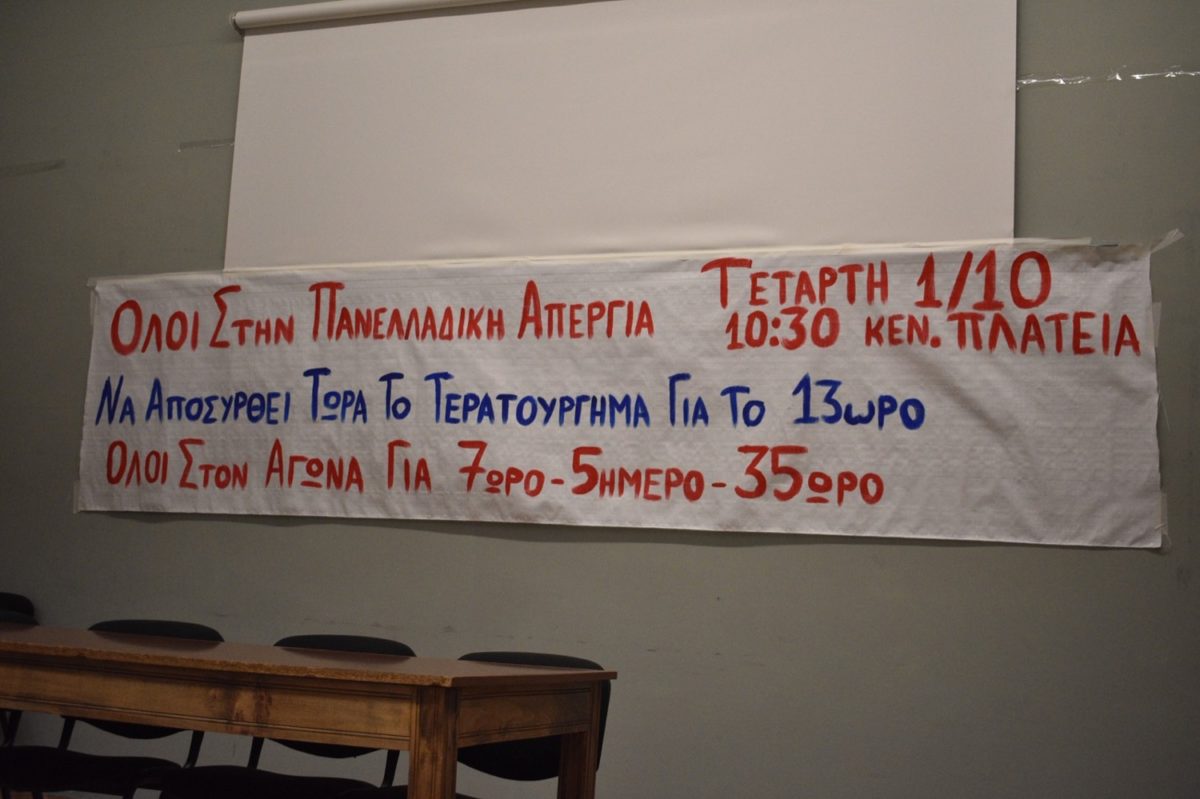 ΟΛΟΙ ΣΤΗΝ ΠΑΝΕΛΛΑΔΙΚΗ ΑΠΕΡΓΙΑ ΤΕΤΑΡΤΗ 1/10
10:30 ΚΕΝ. ΠΛΑΤΕΙΑ
ΝΑ ΑΠΟΣΥΡΘΕΙ ΤΩΡΑ ΤΟ ΤΕΡΑΤΟΥΡΓΗΜΑ ΓΙΑ ΤΟ 13ΩΡΟ
ΟΛΟΙ ΣΤΟΝ ΑΓΩΝΑ ΓΙΑ 7ΩΡΟ - 5ΗΜΕΡΟ - 35ΩΡΟ